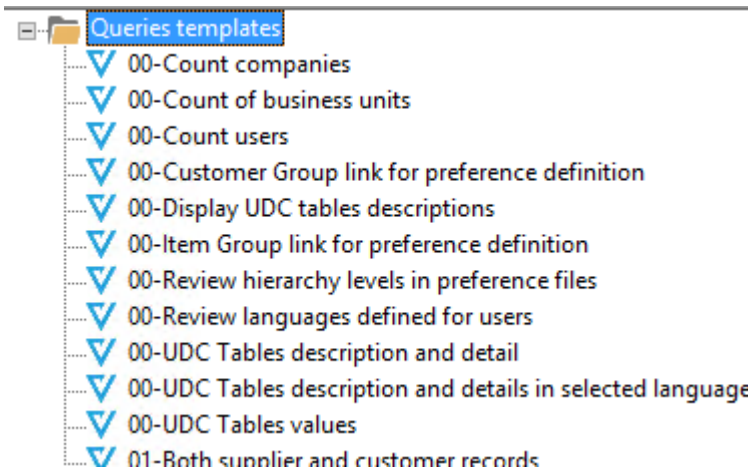 Queries templates
00-Count companies
00-Count of business units
00-Count users
00-Customer Group link for preference definition
00-Display UDC tables descriptions
00-Item Group link for preference definition
00-Review hierarchy levels in preference files
00-Review languages defined for users
00-UDC Tables description and detail
00-UDC Tables description and details in selected language
00-UDC Tables values
01-Both supplier and customer records